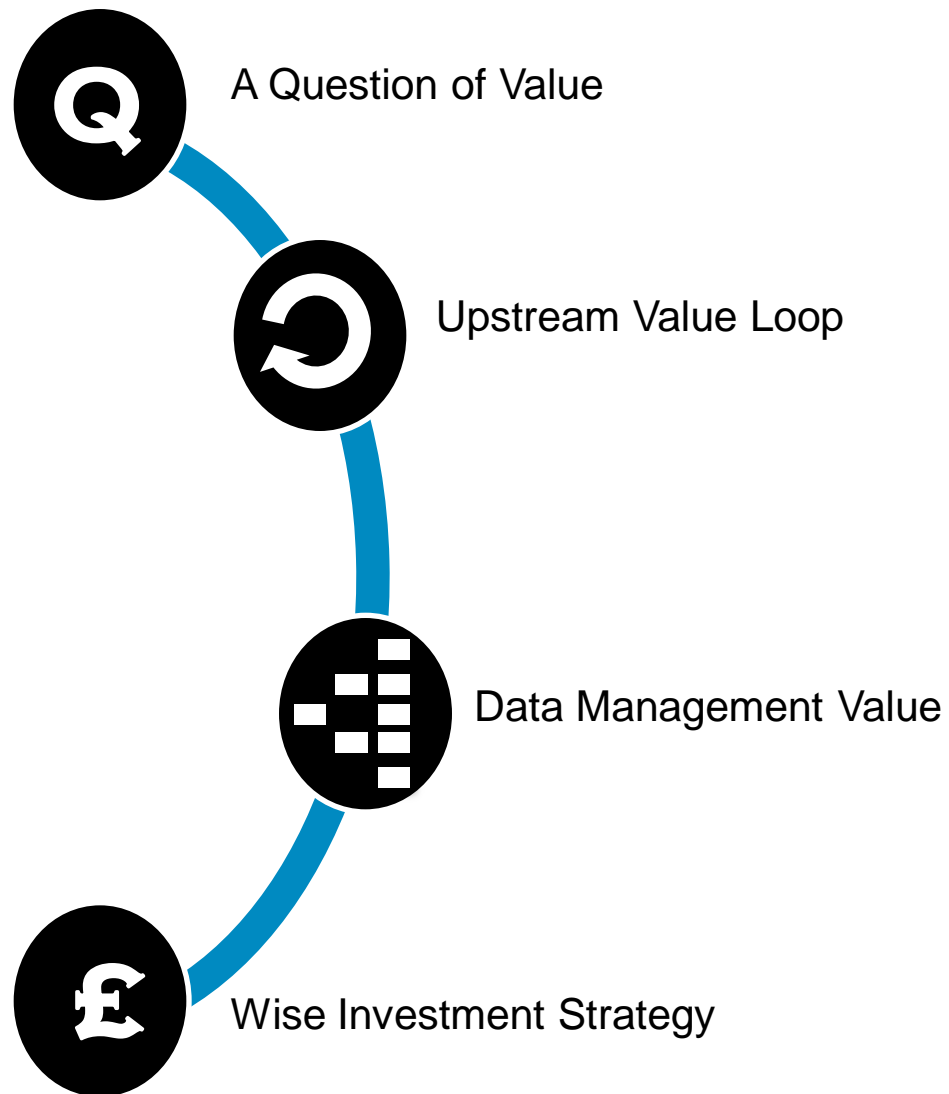 Q
A Question of Value
Upstream Value Loop
Data Management Value
£
Wise Investment Strategy